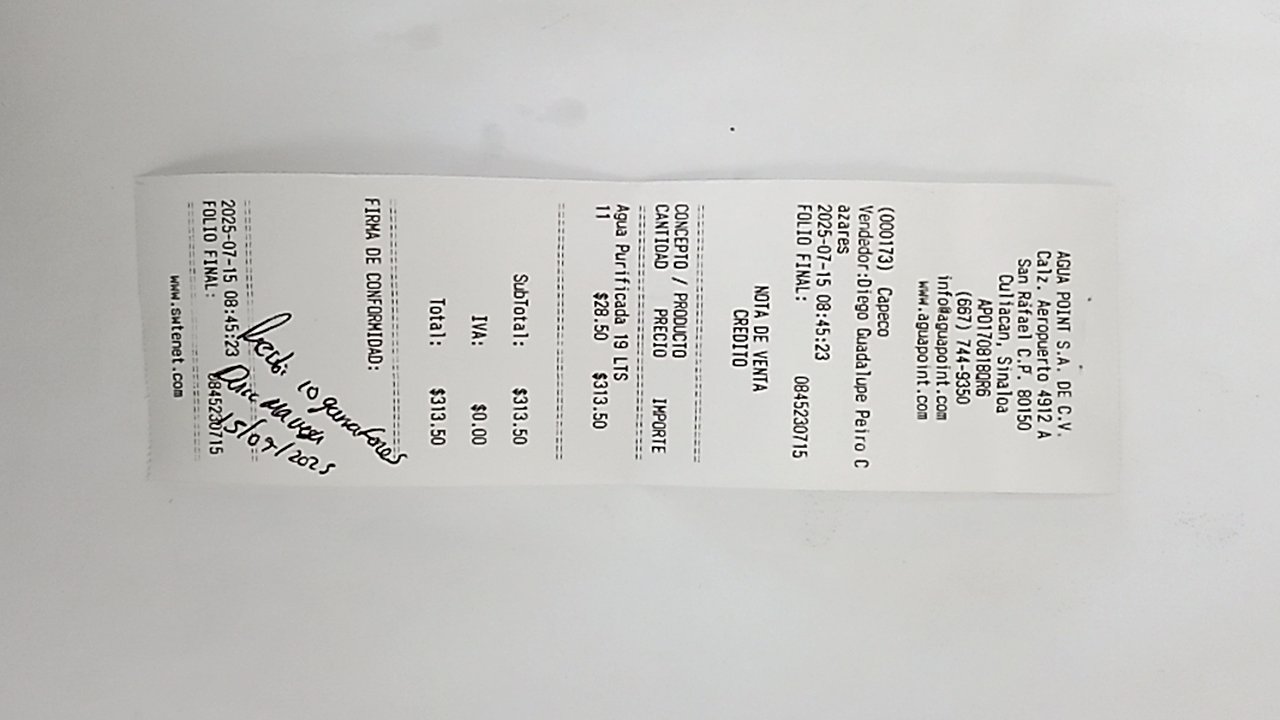 AGUA POINT S.A. DE C.V.
Calz. Aeropuerto 4912 A
San Rafael C.P. 80150
Culiacan, Sinaloa
APO170818QR6
(667) 744-9350
info@aguapoint.com
www.aguapoint.com
(000173) Capeco
Vendedor:Diego Guadalupe Peiro C
azares
2025-07-15 08:45:23
FOLIO FINAL: 0845230715
NOTA DE VENTA
CREDITO
CONCEPTO / PRODUCTO
CANTIDAD PRECIO IMPORTE
Agua Purificada 19 LTS
11 $28.50 $313.50
SubTotal: $313.50
IVA: $0.00
Total: $313.50
FIRMA DE CONFORMIDAD:
Recibi 10 garrafones
15/07/2025
2025-07-15 08:45:23
FOLIO FINAL: 0845230715
www.swtenet.com